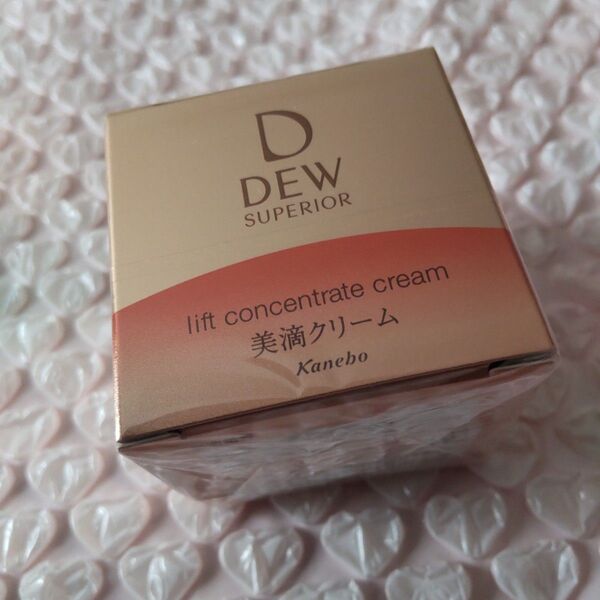 D
DEW
SUPERIOR
lift concentrate cream
美滴クリーム
Kanebo